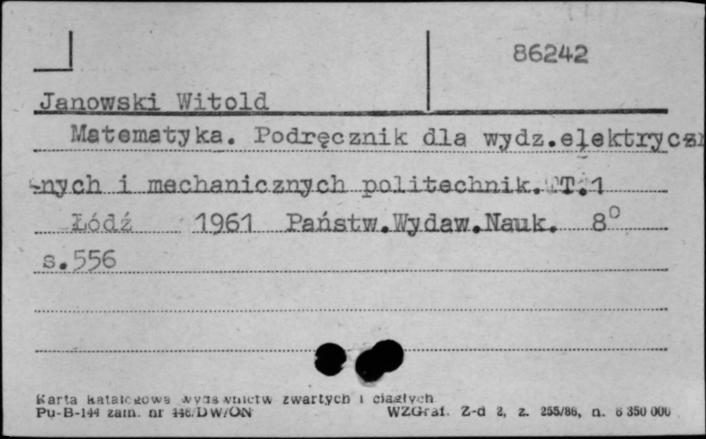 86242
Janowski Witold
Matematyka. Podręcznik dla wydz.elektrycz
-nych i mechanicznych politechnik. T.1
Łódź 1961 Państw.Wydaw.Nauk. 8°
s.556
Karta katalogowa wydawnictw zwartych i ciągłych
Pu-B-144 zam. nr 446/DW/ON WZGraf. Z-d 2, z. 255/86, n. 6 350 000